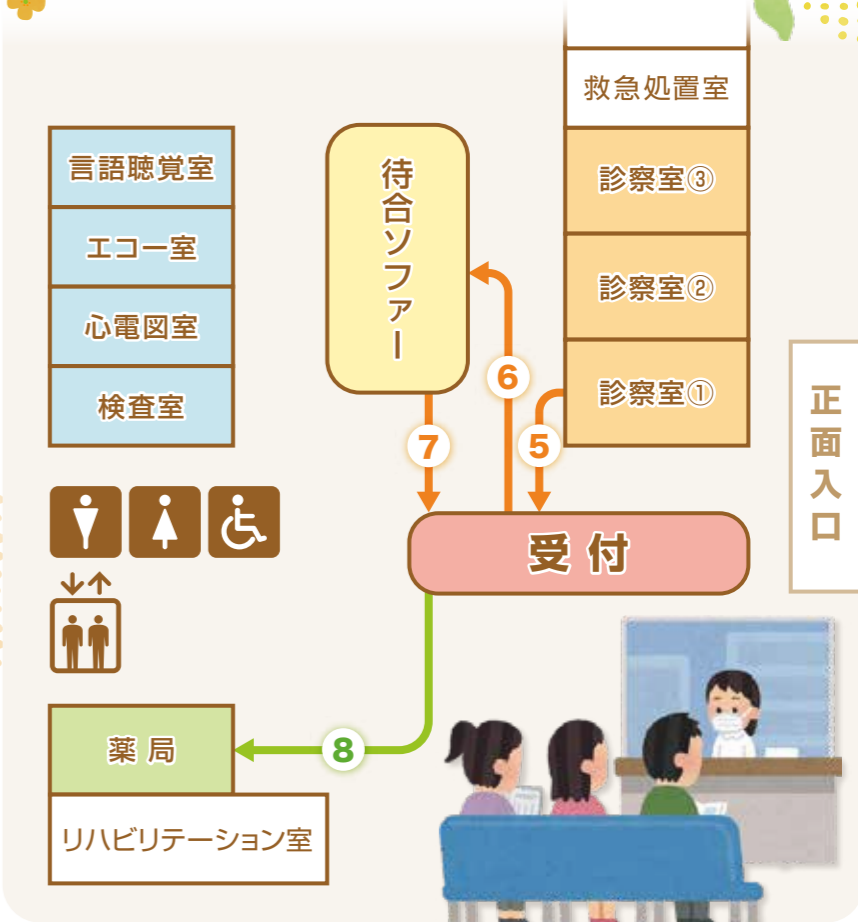 救急処置室
言語聴覚室
エコー室
心電図室
検査室
待合ソファー
診察室③
診察室②
診察室①
正面入口
6
7
5
受付
薬局
8
リハビリテーション室